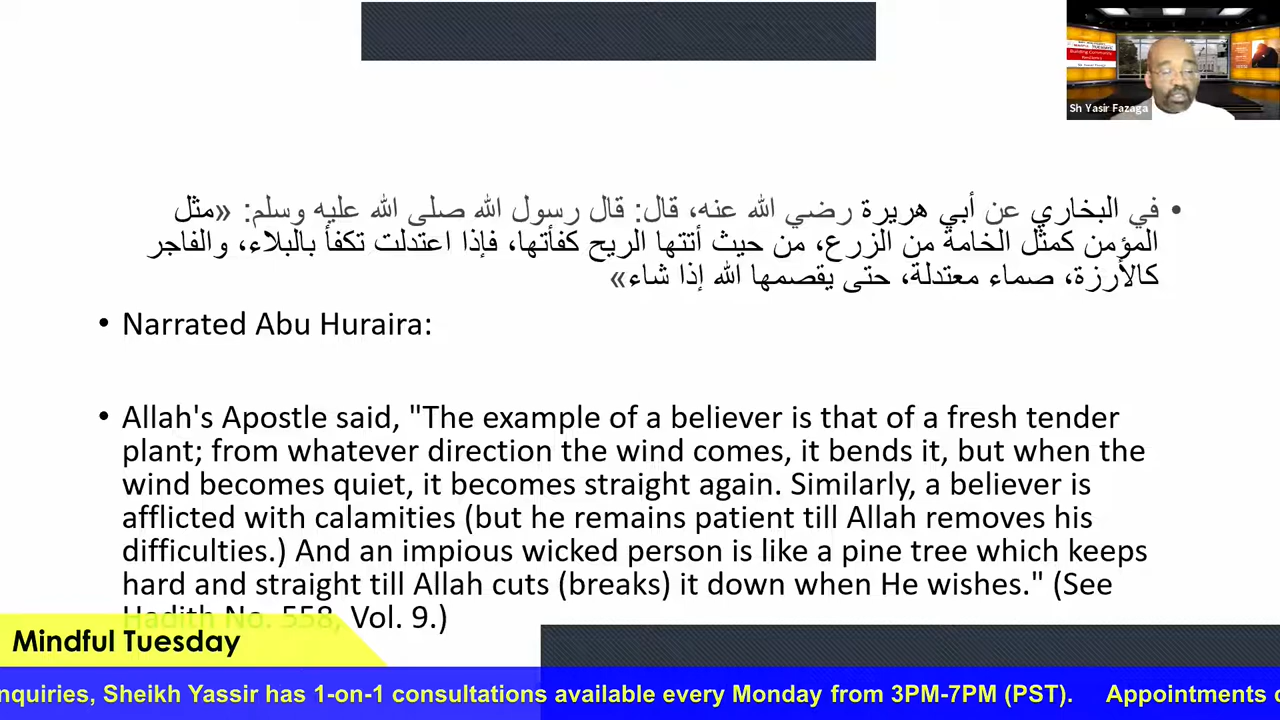 Sh Yasir Fazaga
• في البخاري عن أبي هريرة رضي الله عنه، قال: قال رسول الله صلى الله عليه وسلم: «مثل
المؤمن كمثل الخامة من الزرع، من حيث أتتها الريح كفأتها، فإذا اعتدلت تكفأ بالبلاء، والفاجر
كالأرزة، صماء معتدلة، حتى يقصمها الله إذا شاء»
• Narrated Abu Huraira:
• Allah's Apostle said, "The example of a believer is that of a fresh tender
plant; from whatever direction the wind comes, it bends it, but when the
wind becomes quiet, it becomes straight again. Similarly, a believer is
afflicted with calamities (but he remains patient till Allah removes his
difficulties.) And an impious wicked person is like a pine tree which keeps
hard and straight till Allah cuts (breaks) it down when He wishes." (See
Hadith No. 558, Vol. 9.)
Mindful Tuesday
nquiries, Sheikh Yassir has 1-on-1 consultations available every Monday from 3PM-7PM (PST). Appointments